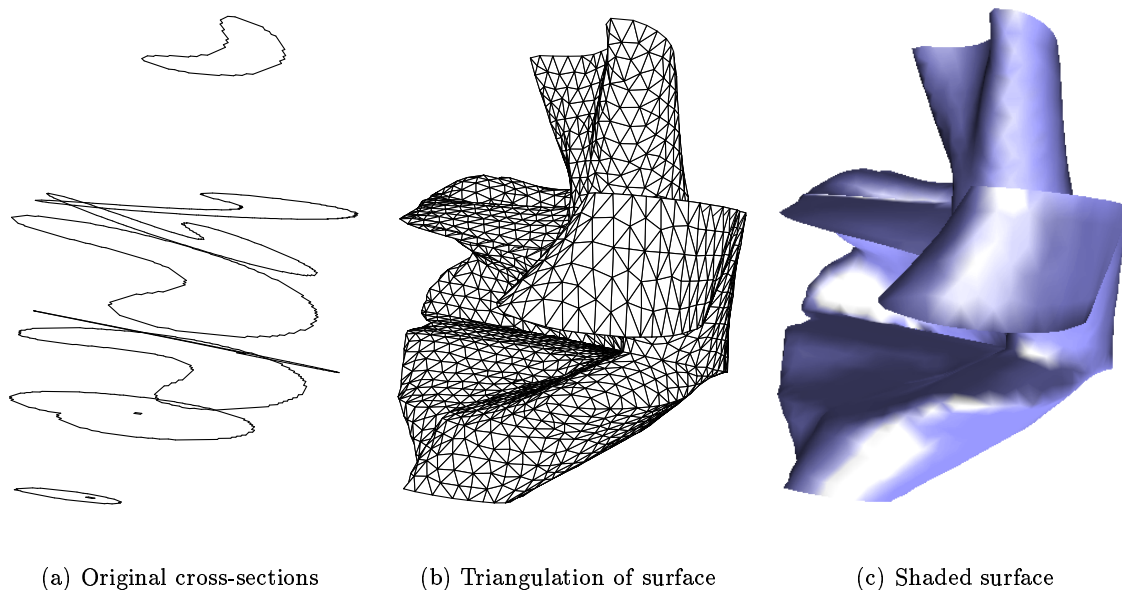 (a) Original cross-sections
(b) Triangulation of surface
(c) Shaded surface